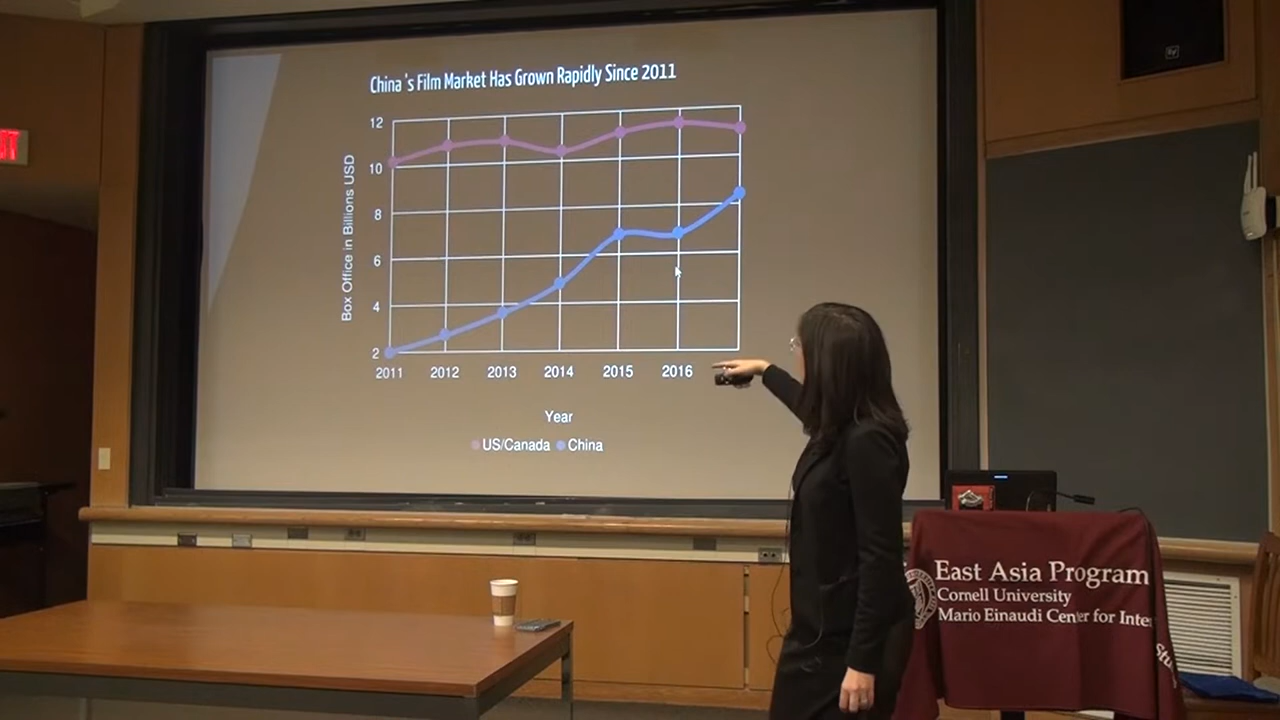 China 's Film Market Has Grown Rapidly Since 2011
Box Office in Billions USD
12
10
8
6
4
2
2011 2012 2013 2014 2015 2016
Year
US/Canada China
East Asia Program
Cornell University
Mario Einaudi Center for Inte
Stu